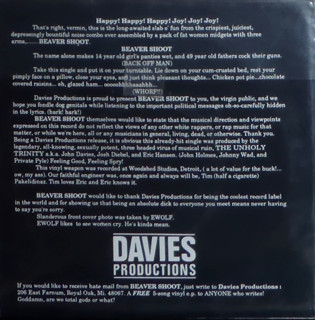 Happy! Happy! Happy! Joy! Joy! Joy!
That's right, vermin, this is the long-awaited slab o' fun from the crispiest, juiciest,
depressingly bountiful noise combo ever assembled by a pack of fat women midgets with three
arms,..... BEAVER SHOOT.
BEAVER SHOOT
The name alone makes 14 year old girl's panties wet, and 49 year old fathers cock their guns.
(BACK OFF MAN)
Take this single and put it on your turntable. Lie down on your cum-crusted bed, rest your
pimply face on a pillow, close your eyes, and just think pleasant thoughts... Chicken pot pie...chocolate
covered raisins... eh, glazed ham... ooooohhhaaahhh...
(WHORE!!)
Davies Productions is proud to present BEAVER SHOOT to you, the virgin public, and we
hope you fondle deg genitals while listening to the important political messages oh-so-carefully hidden
in the lyrics. (hark! hark!)
BEAVER SHOOT themselves would like to state that the musical direction and viewpoints
expressed on this record do not reflect the views of any other white rappers, or rap music for that
matter, or while we're here, all or any musicians in general, living, dead, or otherwise. Thank you.
Being a Davies Productions release, it is obvious that already-hit single was produced by the
legendary, all-knowing, sexually potent, three headed virus of musical ruin, THE UNHOLY
TRINITY a.k.a. John Davies, Josh Diebel, and Eric Hansen. (John Holmes, Johnny Wad, and
Private Pyle) Feeling Good, Feeling Spry!
This vinyl waste was recorded at Woodshed Studios, Detroit, ( a lot of value for the buck!...
ow, my ass). Our faithful engineer was, once again and always will be, Tim (half a cigarette)
Pakelidinaz. Tim loves Eric and Eric knows it.
BEAVER SHOOT would like to thank Davies Productions for being the coolest record label
in the world and for showing us that being an absolute dick to everyone you meet means never having
to say you're sorry.
Slanderous front cover photo was taken by EWOLF.
EWOLF likes to see women cry. He's kinda mean.
DAVIES
PRODUCTIONS
If you would like to receive hate mail from BEAVER SHOOT, just write to Davies Productions :
206 East Farnum, Royal Oak, Mi. 48067. A FREE 5-song vinyl e.p. to ANYONE who writes!
Goddamn, are we total gods or what?